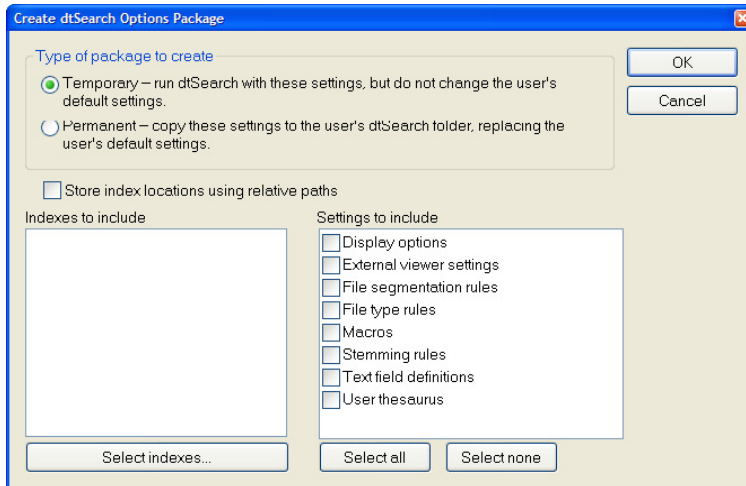 Create dtSearch Options Package
Type of package to create
Temporary – run dtSearch with these settings, but do not change the user's
default settings.
Permanent – copy these settings to the user's dtSearch folder, replacing the
user's default settings.
OK
Cancel
Store index locations using relative paths
Indexes to include
Settings to include
Display options
External viewer settings
File segmentation rules
File type rules
Macros
Stemming rules
Text field definitions
User thesaurus
Select indexes...
Select all
Select none